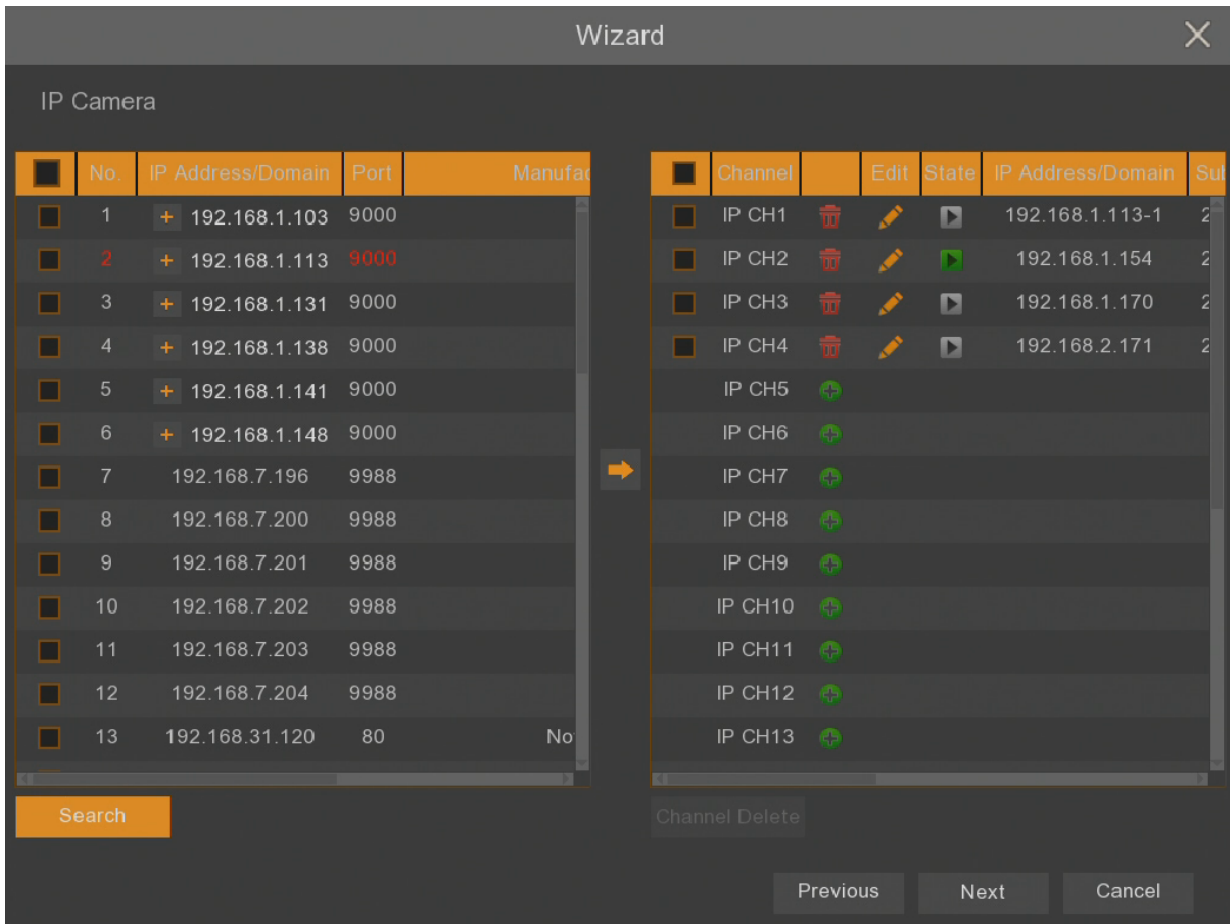 Wizard
IP Camera
No. IP Address/Domain Port Manufac
1 + 192.168.1.103 9000
2 + 192.168.1.113 9000
3 + 192.168.1.131 9000
4 + 192.168.1.138 9000
5 + 192.168.1.141 9000
6 + 192.168.1.148 9000
7 192.168.7.196 9988
8 192.168.7.200 9988
9 192.168.7.201 9988
10 192.168.7.202 9988
11 192.168.7.203 9988
12 192.168.7.204 9988
13 192.168.31.120 80 No
Search
Channel Edit State IP Address/Domain Sub
IP CH1 192.168.1.113-1 2
IP CH2 192.168.1.154 2
IP CH3 192.168.1.170 2
IP CH4 192.168.2.171 2
IP CH5
IP CH6
IP CH7
IP CH8
IP CH9
IP CH10
IP CH11
IP CH12
IP CH13
Channel Delete
Previous Next Cancel